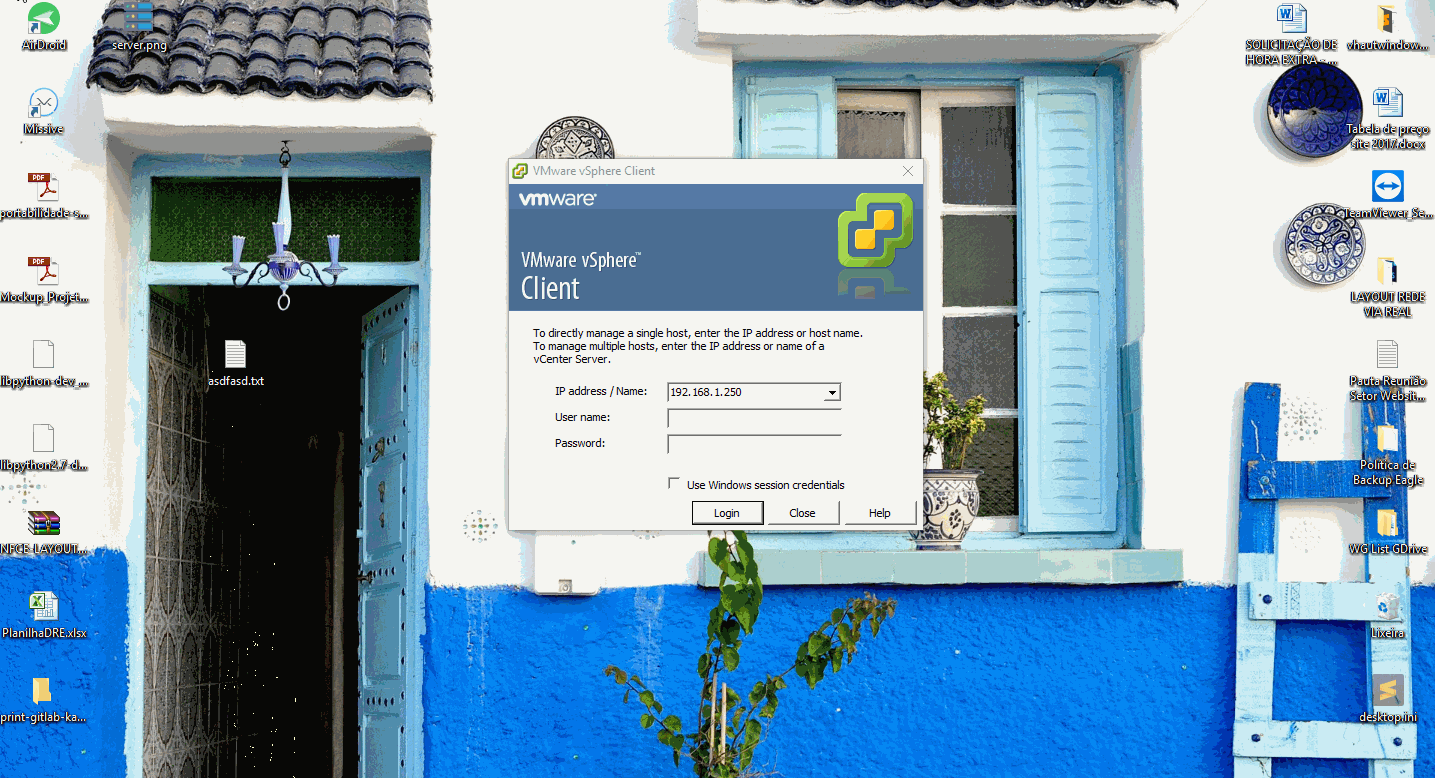 AirDroid
server.png
Missive
portabilidade-s...
Mockup_Projet...
libpython-dev_...
libpython2.7-d...
NFCE-LAYOUT...
PlanilhaDRE.xlsx
print-gitlab-ka...
asdfasd.txt
VMware vSphere Client
vmware
VMware vSphere™
Client
To directly manage a single host, enter the IP address or host name.
To manage multiple hosts, enter the IP address or name of a
vCenter Server.
IP address / Name:
192.168.1.250
User name:
Password:
Use Windows session credentials
Login
Close
Help
SOLICITAÇÃO DE
HORA EXTRA - ...
vhautwindow...
Tabela de preço
site 2017.docx
TeamViewer_Se...
LAYOUT REDE
VIA REAL
Pauta Reunião
Setor Websit...
Política de
Backup Eagle
WG List GDrive
Lixeira
desktop.ini